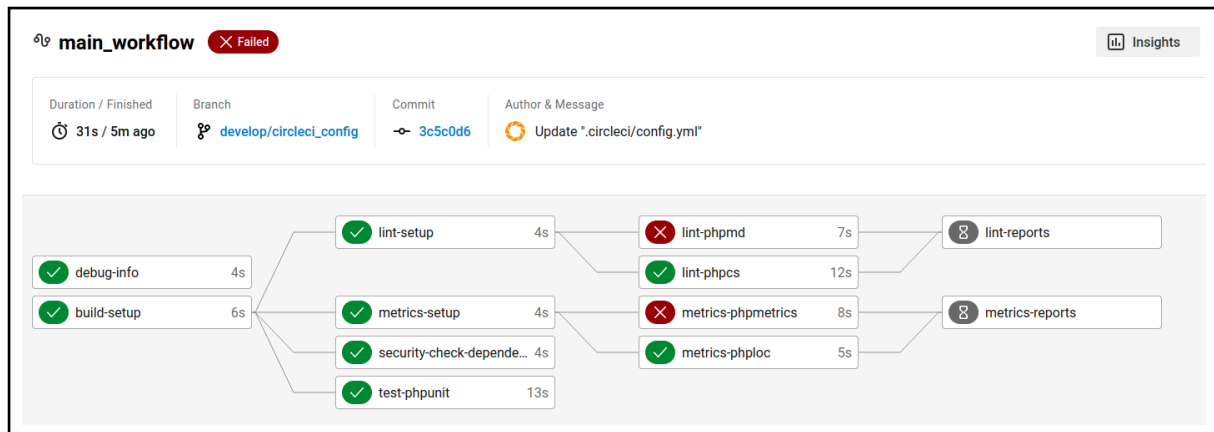 main_workflow Failed Insights
Duration / Finished Branch Commit Author & Message
31s / 5m ago develop/circleci_config 3c5c0d6 Update ".circleci/config.yml"
lint-setup 4s lint-phpmd 7s lint-reports
debug-info 4s lint-phpcs 12s
build-setup 6s metrics-setup 4s metrics-phpmetrics 8s metrics-reports
security-check-depende... 4s metrics-phploc 5s
test-phpunit 13s